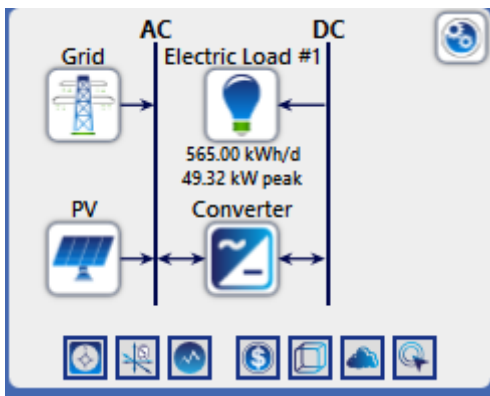 AC DC
Grid Electric Load #1
565.00 kWh/d
49.32 kW peak
PV Converter